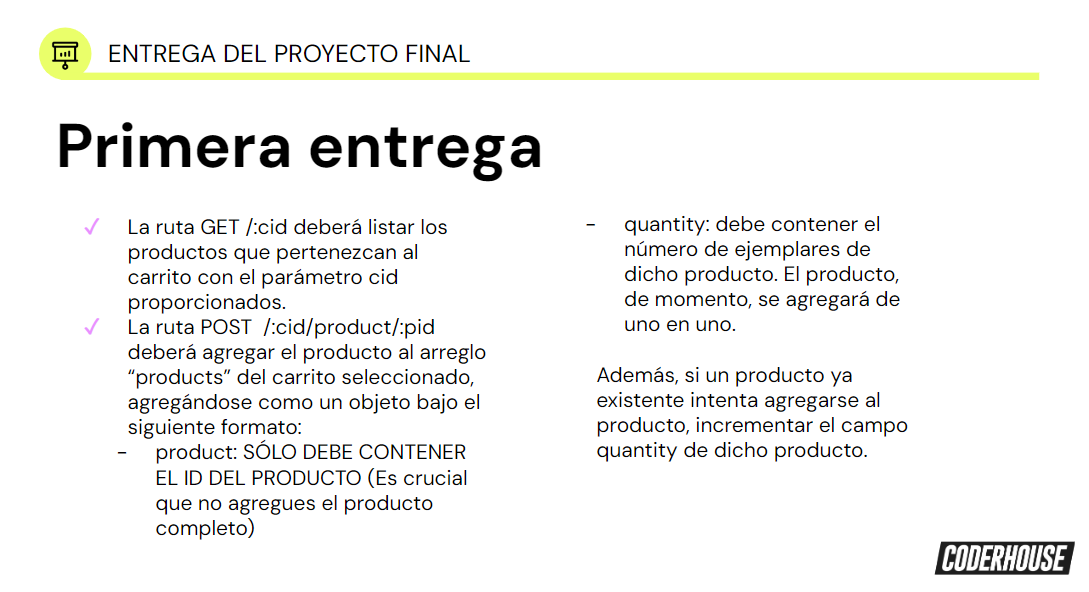 ENTREGA DEL PROYECTO FINAL
Primera entrega
✓ La ruta GET /:cid deberá listar los
productos que pertenezcan al
carrito con el parámetro cid
proporcionados.
✓ La ruta POST  /:cid/product/:pid
deberá agregar el producto al arreglo
“products” del carrito seleccionado,
agregándose como un objeto bajo el
siguiente formato:
- product: SÓLO DEBE CONTENER
EL ID DEL PRODUCTO (Es crucial
que no agregues el producto
completo)
- quantity: debe contener el
número de ejemplares de
dicho producto. El producto,
de momento, se agregará de
uno en uno.
Además, si un producto ya
existente intenta agregarse al
producto, incrementar el campo
quantity de dicho producto.
CODERHOUSE